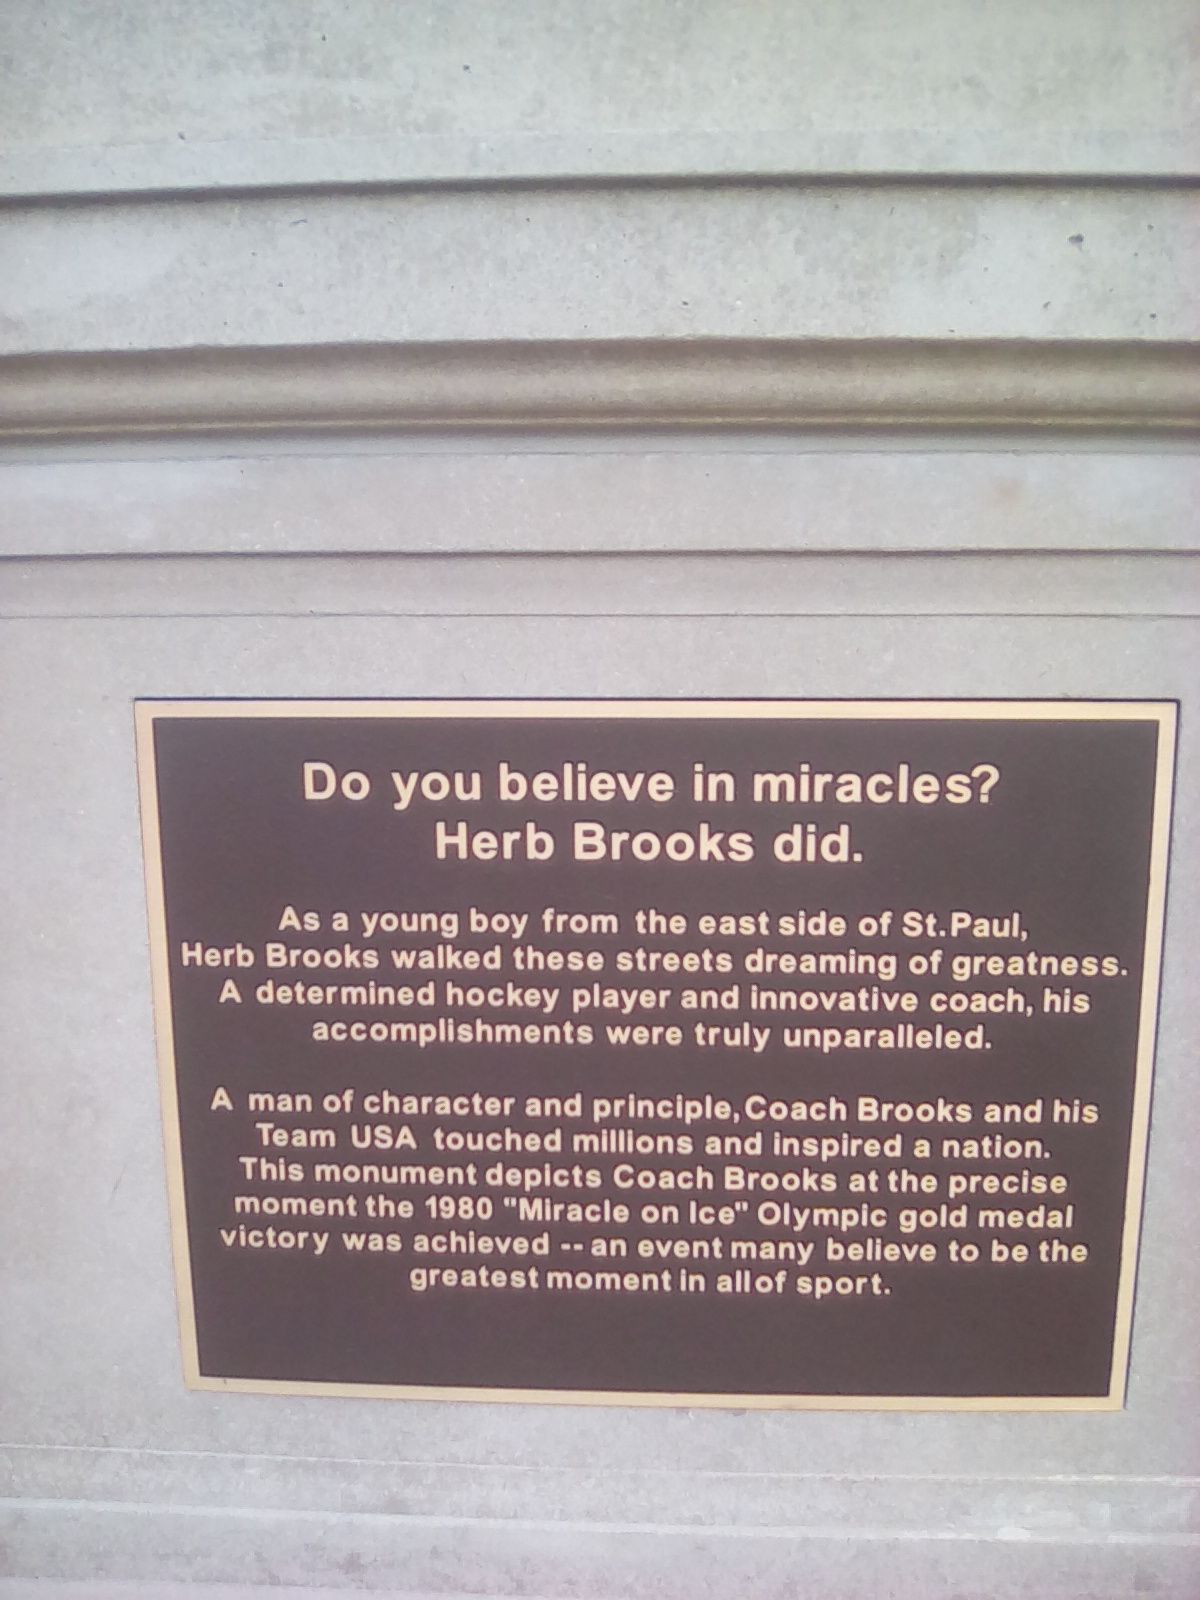 Do you believe in miracles?
Herb Brooks did.
As a young boy from the east side of St.Paul,
Herb Brooks walked these streets dreaming of greatness.
A determined hockey player and innovative coach, his
accomplishments were truly unparalleled.
A man of character and principle,Coach Brooks and his
Team USA touched millions and inspired a nation.
This monument depicts Coach Brooks at the precise
moment the 1980 "Miracle on Ice" Olympic gold medal
victory was achieved -- an event many believe to be the
greatest moment in allof sport.